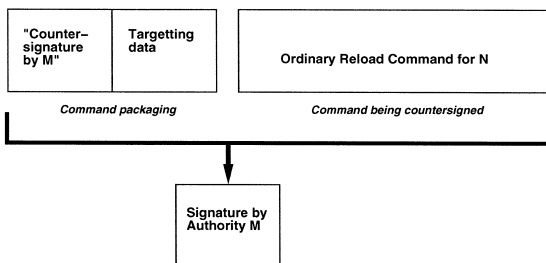 "Counter–
signature
by M"
Targetting
data
Ordinary Reload Command for N
Command packaging
Command being countersigned
Signature by
Authority M